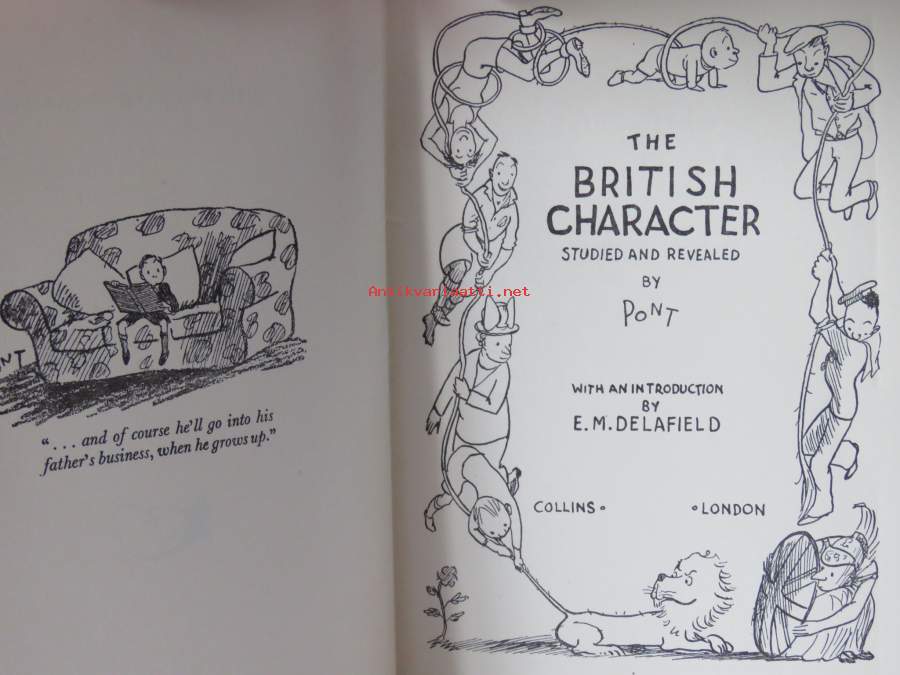 NT
“. . . and of course he'll go into his
father's business, when he grows up.”
THE
BRITISH
CHARACTER
STUDIED AND REVEALED
BY
PONT
WITH AN INTRODUCTION
BY
E. M. DELAFIELD
COLLINS • • LONDON
Antikvariaatti.net